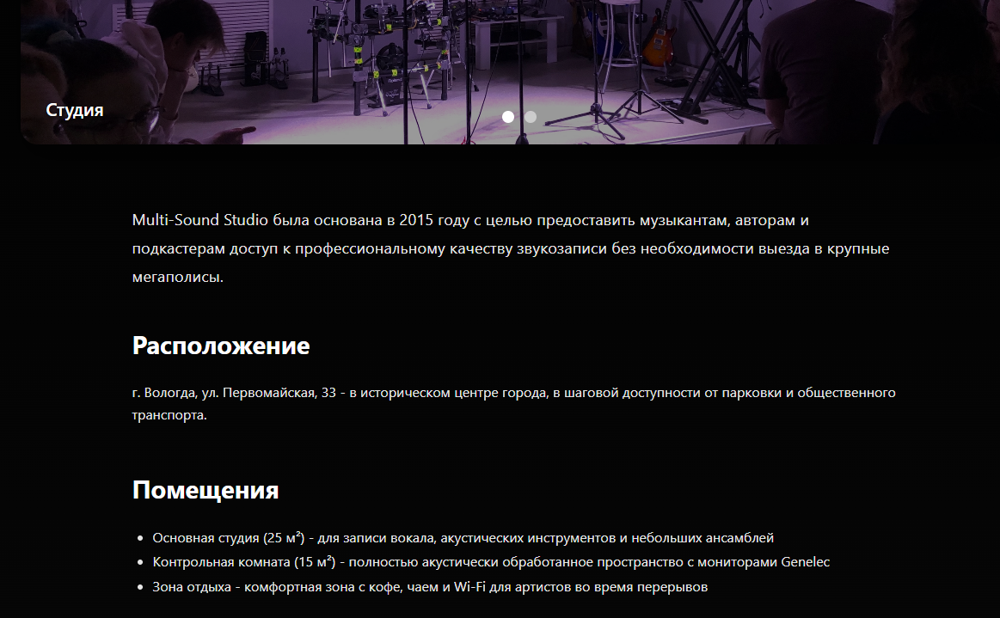 Студия
Multi-Sound Studio была основана в 2015 году с целью предоставить музыкантам, авторам и
подкастерам доступ к профессиональному качеству звукозаписи без необходимости выезда в крупные
мегаполисы.
Расположение
г. Вологда, ул. Первомайская, 33 - в историческом центре города, в шаговой доступности от парковки и общественного
транспорта.
Помещения
• Основная студия (25 м²) - для записи вокала, акустических инструментов и небольших ансамблей
• Контрольная комната (15 м²) - полностью акустически обработанное пространство с мониторами Genelec
• Зона отдыха - комфортная зона с кофе, чаем и Wi-Fi для артистов во время перерывов